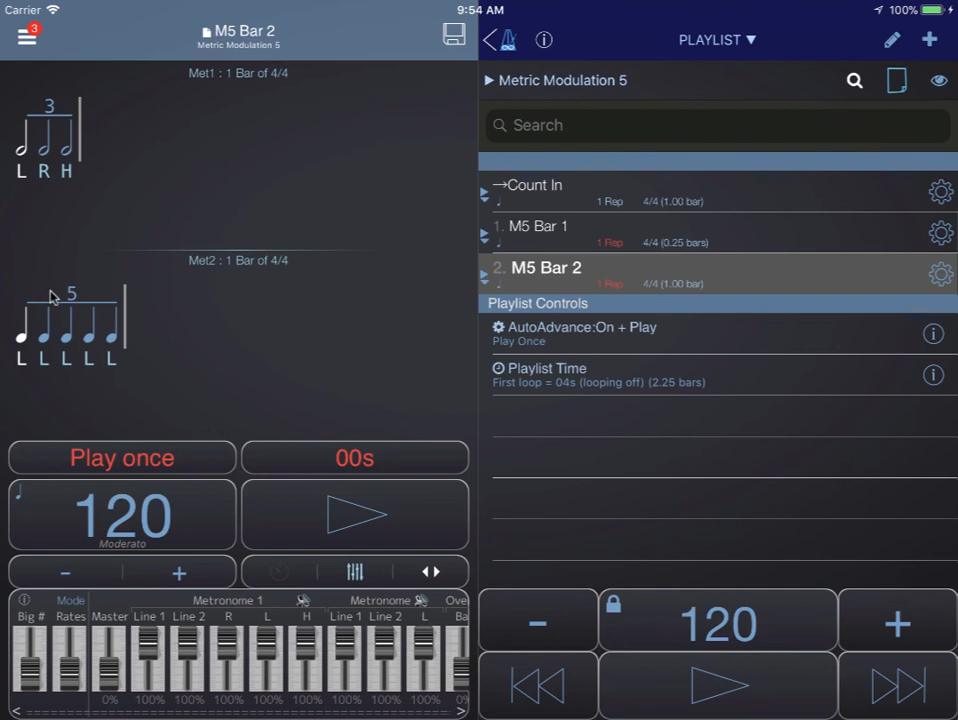 Carrier
9:54 AM
100%
3
M5 Bar 2
Metric Modulation 5
Met1 : 1 Bar of 4/4
3
L R H
Met2 : 1 Bar of 4/4
5
L L L L L
Play once
00s
120
Moderato
- +
Mode
Metronome 1
Metronome
Ove
Big # Rates Master Line 1 Line 2 R L H Line 1 Line 2 L Ba
0% 100% 100% 100% 100% 100% 100% 100% 100%
< >
PLAYLIST ▼
+
▶ Metric Modulation 5
Search
→Count In
1 Rep 4/4 (1.00 bar)
1. M5 Bar 1
1 Rep 4/4 (0.25 bars)
2. M5 Bar 2
1 Rep 4/4 (1.00 bar)
Playlist Controls
AutoAdvance:On + Play
Play Once
Playlist Time
First loop = 04s (looping off) (2.25 bars)
- 120 +